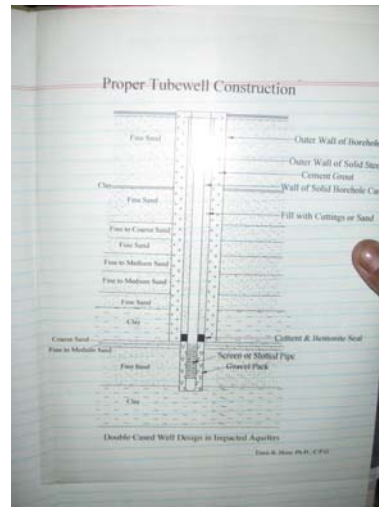 Proper Tubewell Construction
Fine Sand
Outer Wall of Borehole
Outer Wall of Solid Stee
Cement Grout
Clay
Wall of Solid Borehole Ca
Fine Sand
Fill with Cuttings or Sand
Fine to Coarse Sand
Fine Sand
Fine to Medium Sand
Fine to Medium Sand
Fine Sand
Clay
Coarse Sand
Cement & Bentonite Seal
Fine to Medium Sand
Screen or Slotted Pipe
Fine Sand
Gravel Pack
Clay
Double Cased Well Design in Impacted Aquifers
Ph.D.,